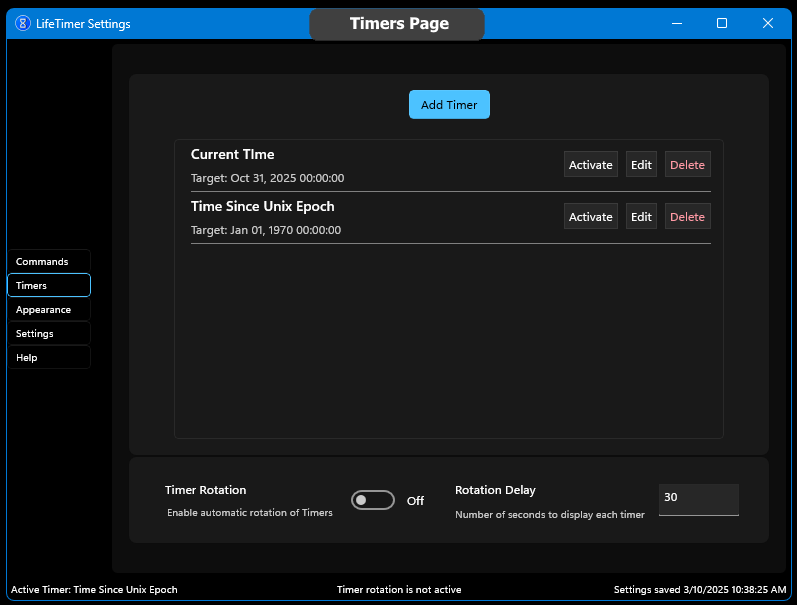 LifeTimer Settings
Timers Page
Add Timer
Current TIme
Target: Oct 31, 2025 00:00:00
Activate
Edit
Delete
Time Since Unix Epoch
Target: Jan 01, 1970 00:00:00
Activate
Edit
Delete
Commands
Timers
Appearance
Settings
Help
Timer Rotation
Enable automatic rotation of Timers
Off
Rotation Delay
Number of seconds to display each timer
30
Active Timer: Time Since Unix Epoch
Timer rotation is not active
Settings saved 3/10/2025 10:38:25 AM